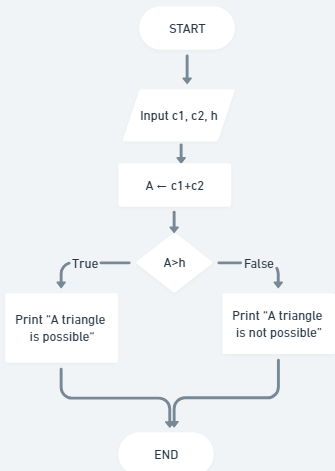 START
Input c1, c2, h
A ← c1+c2
A>h
True
False
Print "A triangle
is possible"
Print "A triangle
is not possible"
END